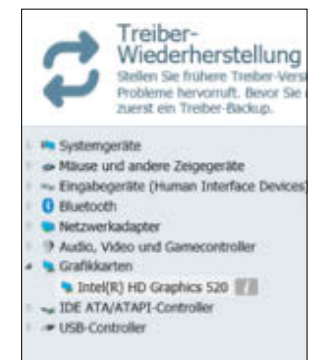 Treiber-
Wiederherstellung
Stellen Sie frühere Treiber-Vers
Probleme hervorruft. Bevor Sie
zuerst ein Treiber-Backup.
Systemgeräte
Mäuse und andere Zeigegeräte
Eingabegeräte (Human Interface Devices)
Bluetooth
Netzwerkadapter
Audio, Video und Gamecontroller
Grafikkarten
Intel(R) HD Graphics 520 i
IDE ATA/ATAPI-Controller
USB-Controller